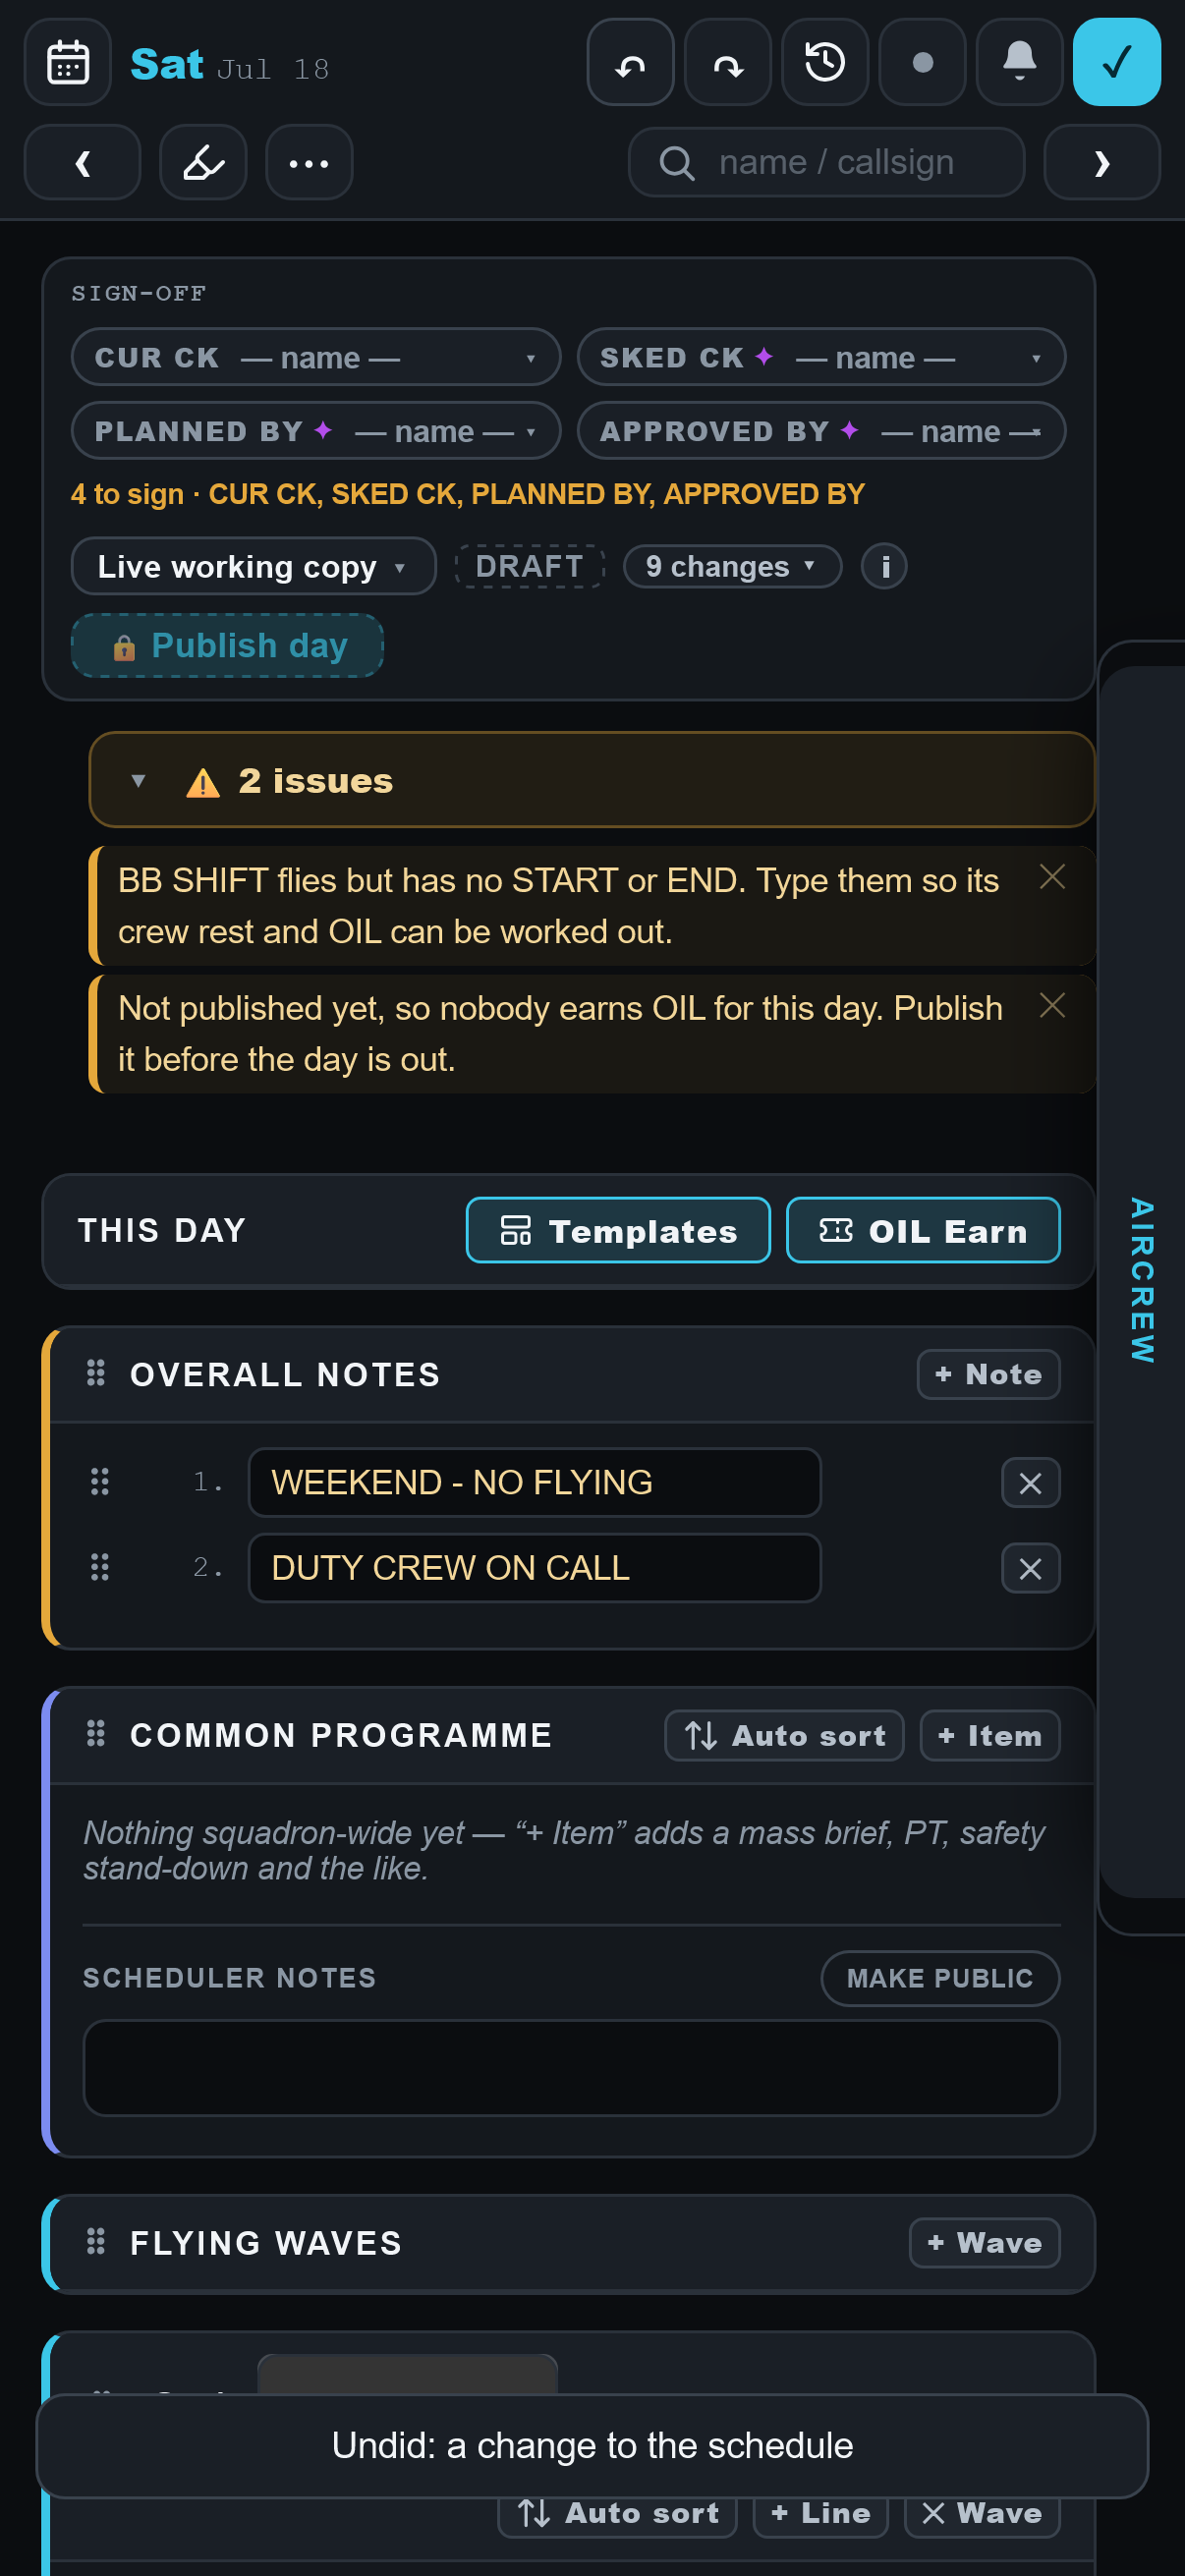 Sat Jul 18
name / callsign
SIGN-OFF
CUR CK — name —
SKED CK ✦ — name —
PLANNED BY ✦ — name —
APPROVED BY ✦ — name —
4 to sign · CUR CK, SKED CK, PLANNED BY, APPROVED BY
Live working copy
DRAFT
9 changes
i
Publish day
2 issues
BB SHIFT flies but has no START or END. Type them so its
crew rest and OIL can be worked out.
Not published yet, so nobody earns OIL for this day. Publish
it before the day is out.
AIRCREW
THIS DAY
Templates
OIL Earn
OVERALL NOTES
+ Note
1. WEEKEND - NO FLYING
2. DUTY CREW ON CALL
COMMON PROGRAMME
Auto sort
+ Item
Nothing squadron-wide yet — “+ Item” adds a mass brief, PT, safety
stand-down and the like.
SCHEDULER NOTES
MAKE PUBLIC
FLYING WAVES
+ Wave
Undid: a change to the schedule
Auto sort
+ Line
× Wave